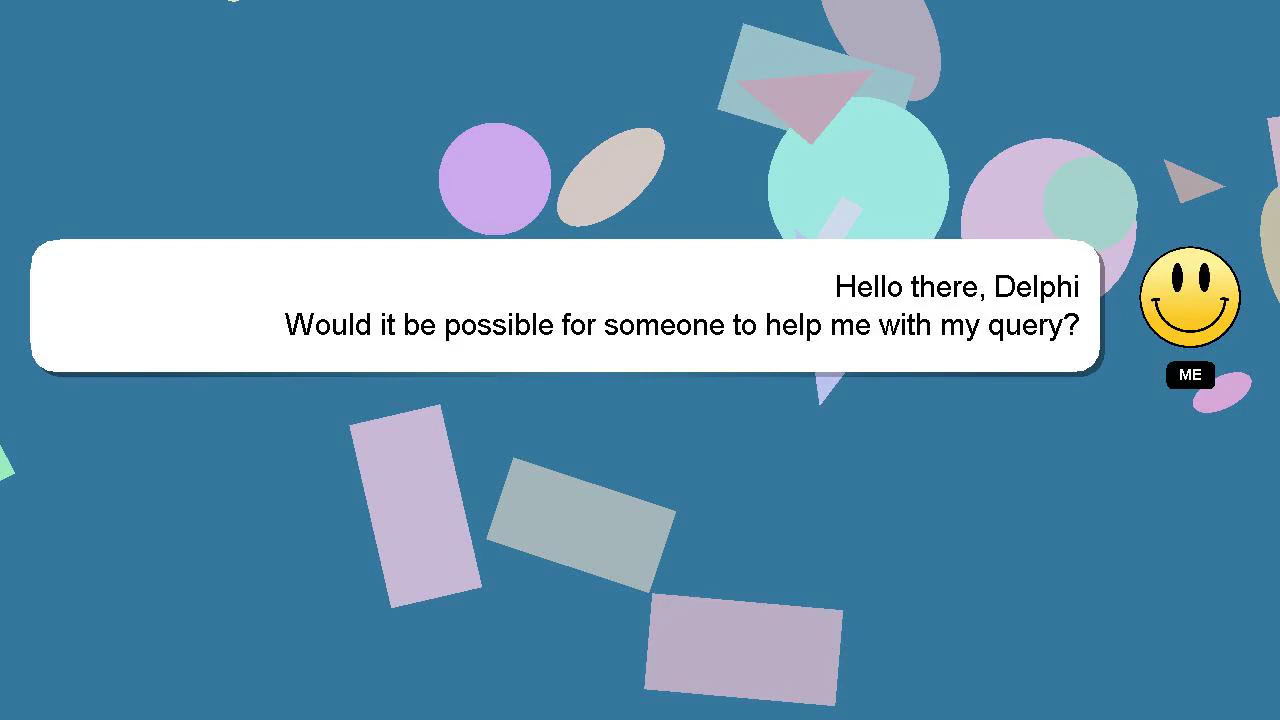 Hello there, Delphi
Would it be possible for someone to help me with my query?
ME